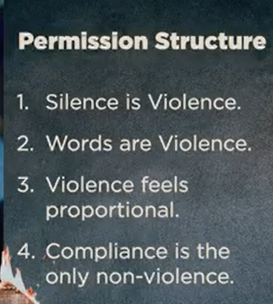 Permission Structure
1. Silence is Violence.
2. Words are Violence.
3. Violence feels
proportional.
4. Compliance is the
only non-violence.